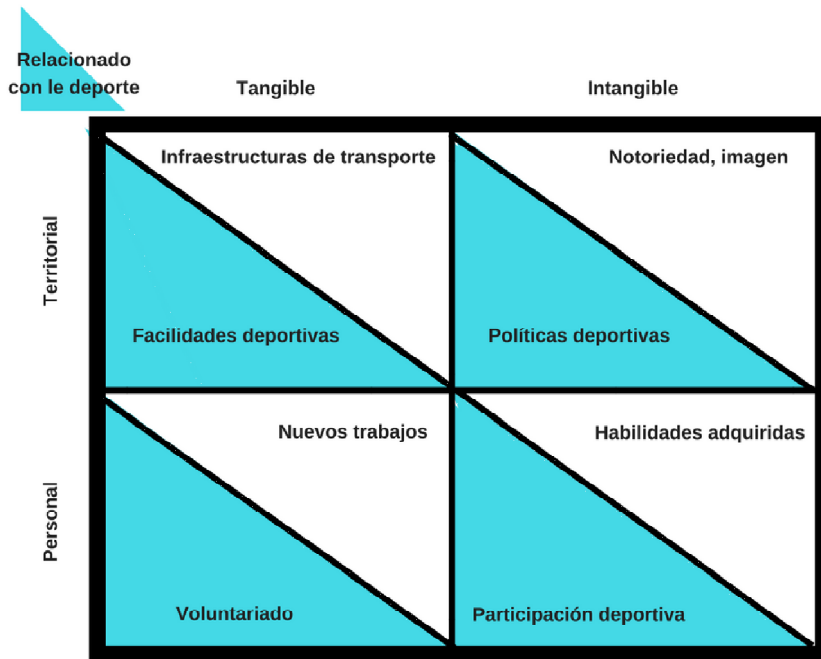 Relacionado
con le deporte
Tangible
Intangible
Territorial
Infraestructuras de transporte
Notoriedad, imagen
Facilidades deportivas
Políticas deportivas
Personal
Nuevos trabajos
Habilidades adquiridas
Voluntariado
Participación deportiva